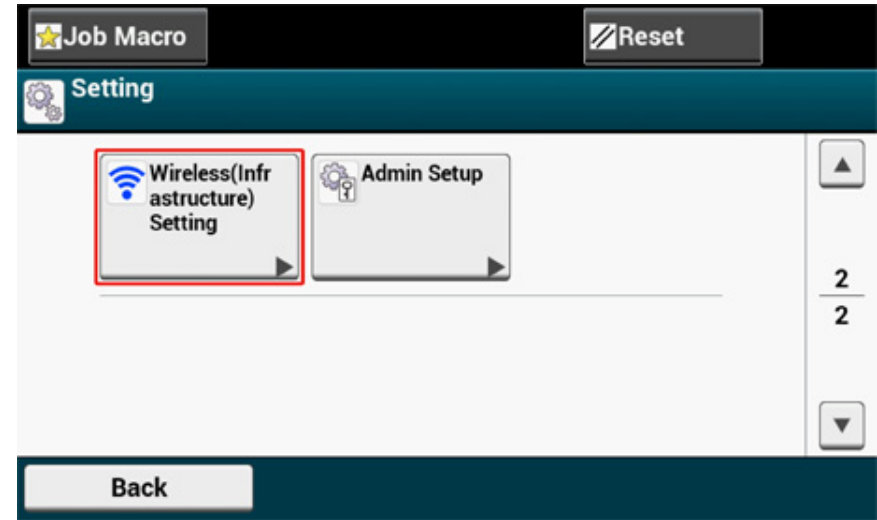 Job Macro
Reset
Setting
Wireless(Infr
astructure)
Setting
Admin Setup
2
2
Back